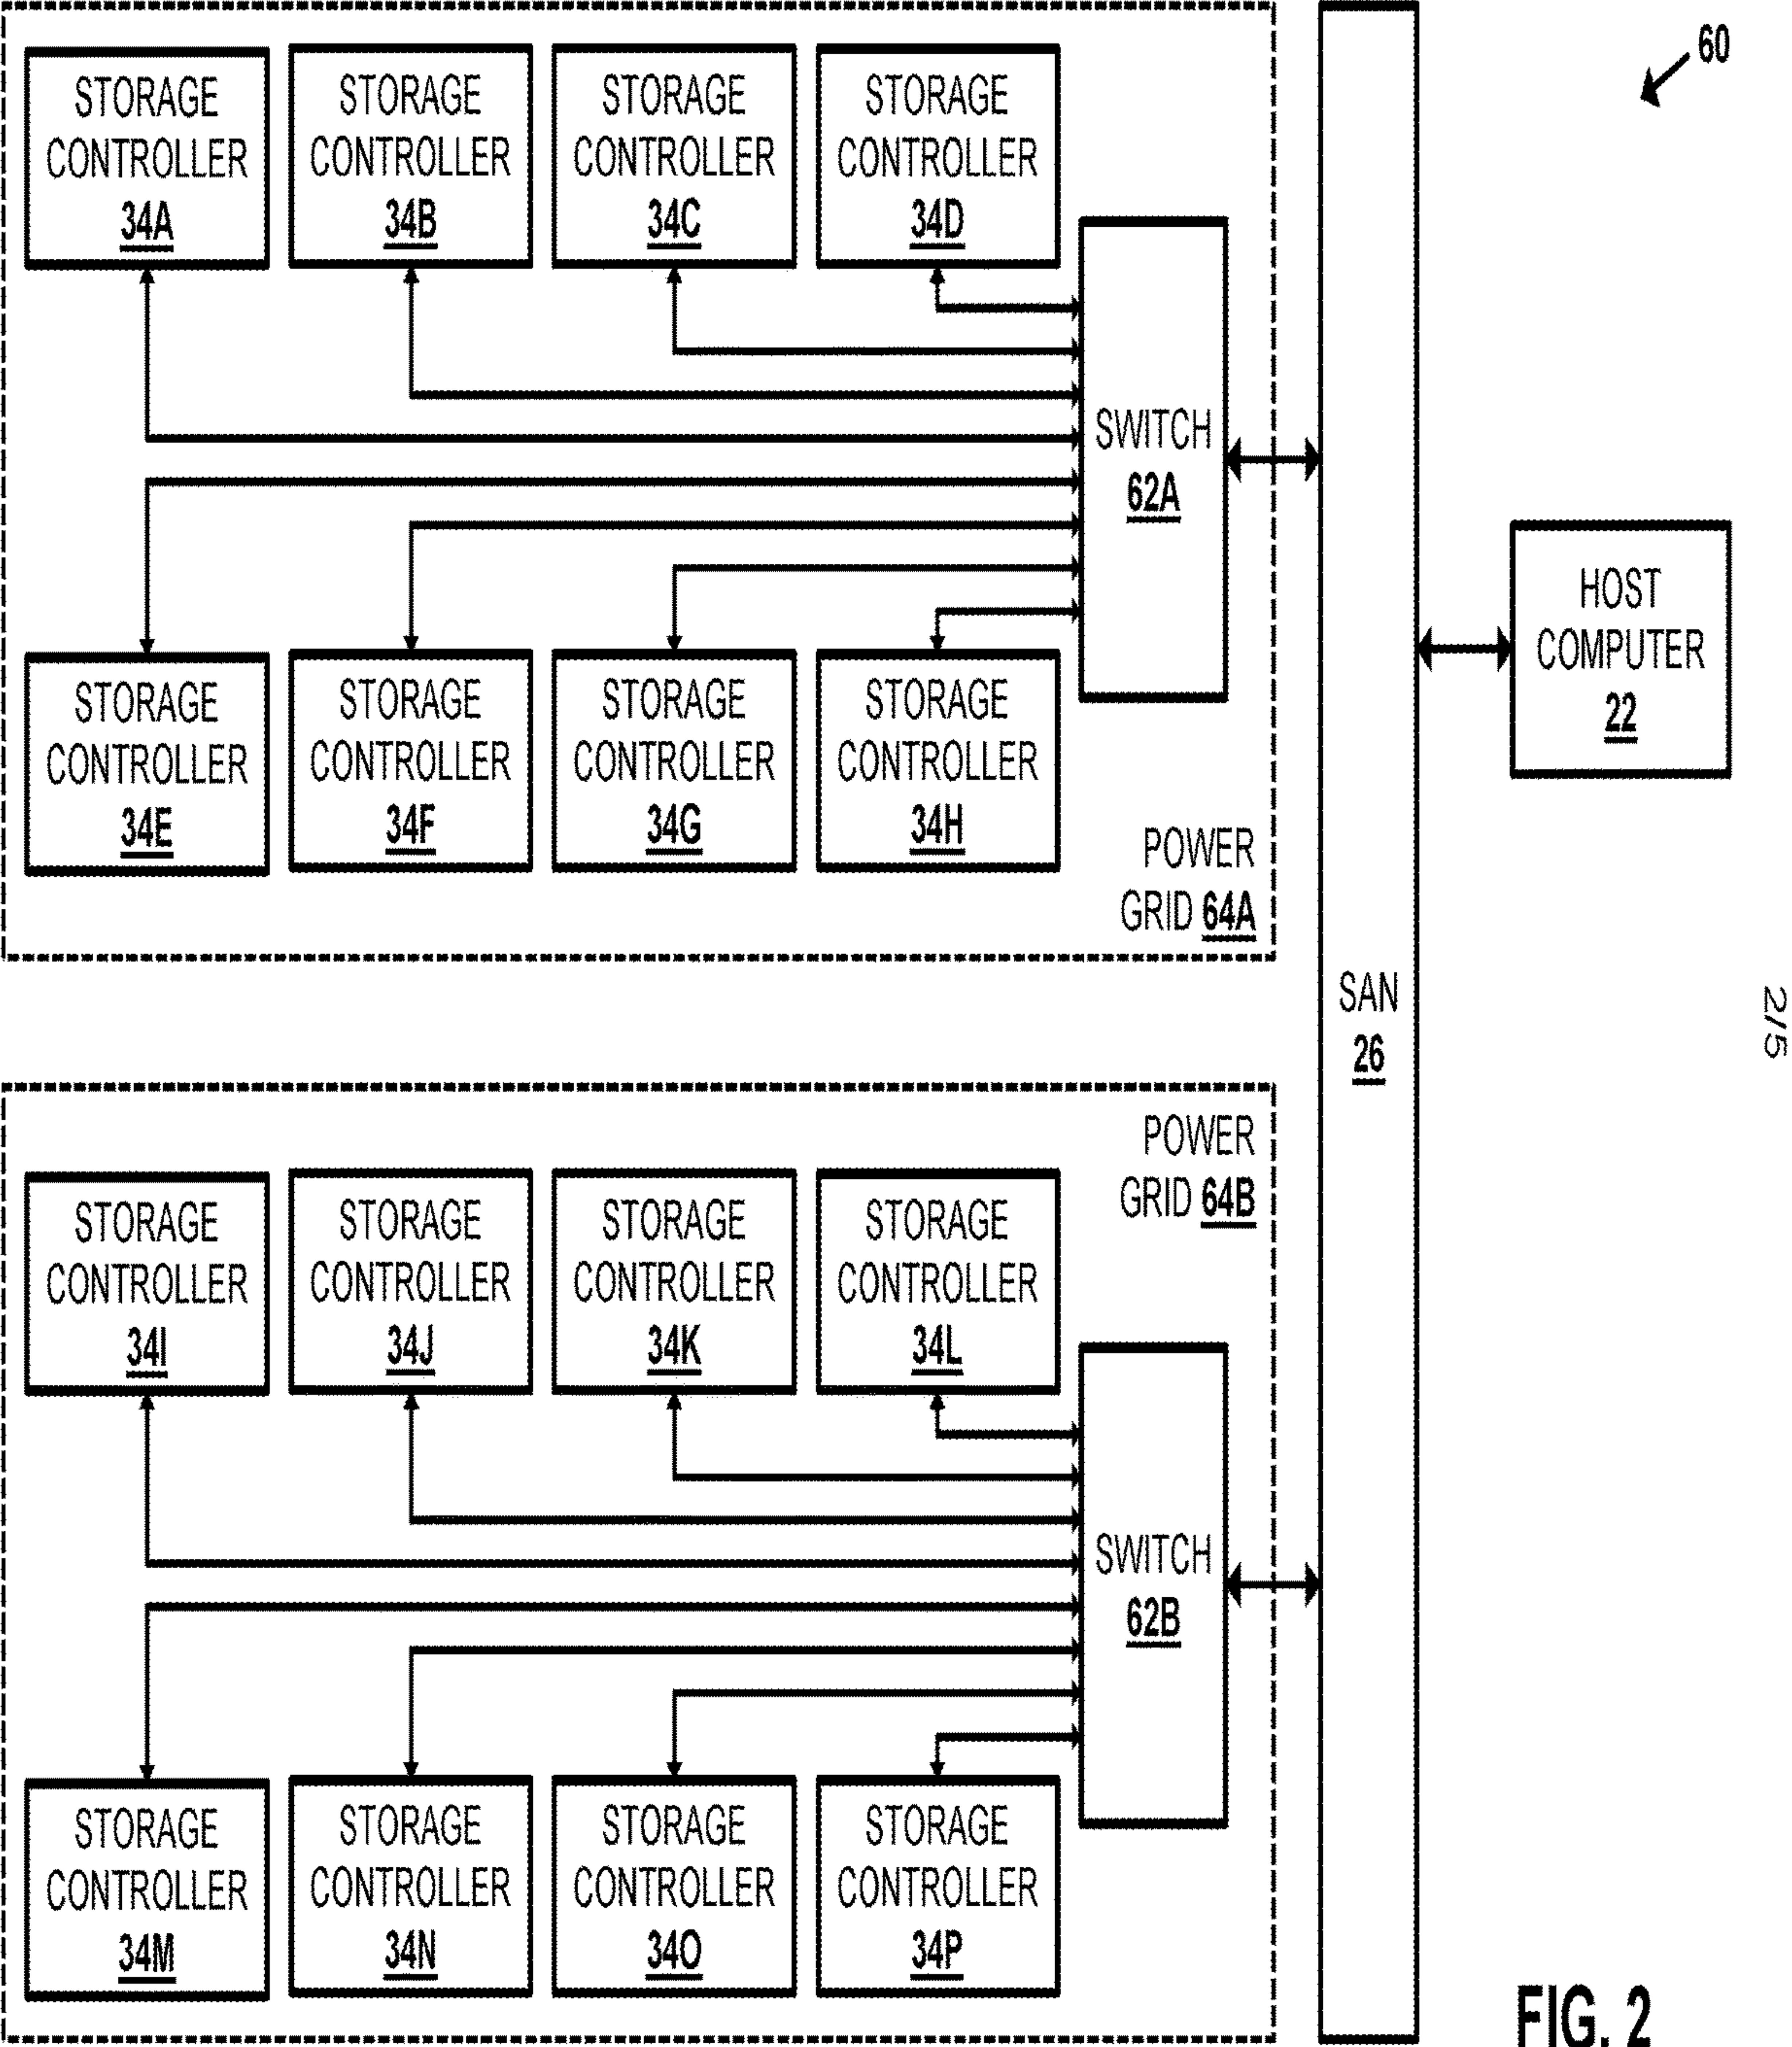 60
STORAGE
CONTROLLER
34A
STORAGE
CONTROLLER
34B
STORAGE
CONTROLLER
34C
STORAGE
CONTROLLER
34D
SWITCH
62A
STORAGE
CONTROLLER
34E
STORAGE
CONTROLLER
34F
STORAGE
CONTROLLER
34G
STORAGE
CONTROLLER
34H
POWER
GRID 64A
HOST
COMPUTER
22
SAN
26
2/5
POWER
GRID 64B
STORAGE
CONTROLLER
34I
STORAGE
CONTROLLER
34J
STORAGE
CONTROLLER
34K
STORAGE
CONTROLLER
34L
SWITCH
62B
STORAGE
CONTROLLER
34M
STORAGE
CONTROLLER
34N
STORAGE
CONTROLLER
34O
STORAGE
CONTROLLER
34P
FIG. 2